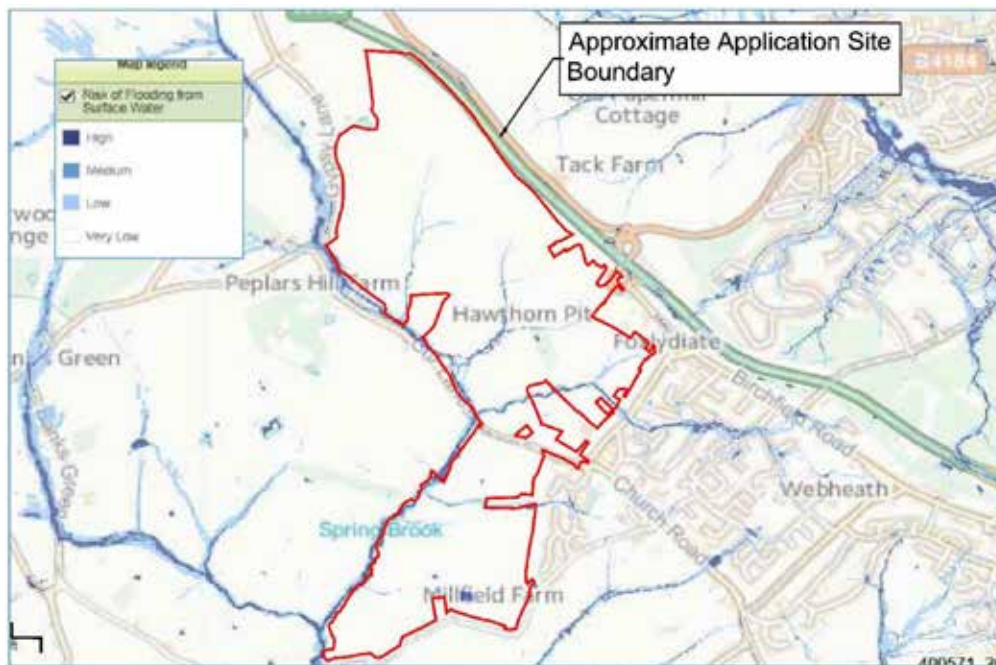 Approximate Application Site
Boundary
B4184
Map legend
Risk of Flooding from
Surface Water
High
Medium
Low
Very Low
Cottage
Tack Farm
Peplars Hill Farm
Hawthorn Pit
Foxlydiate
Green
Birchfield Road
Webheath
Church Road
Spring Brook
Millfield Farm